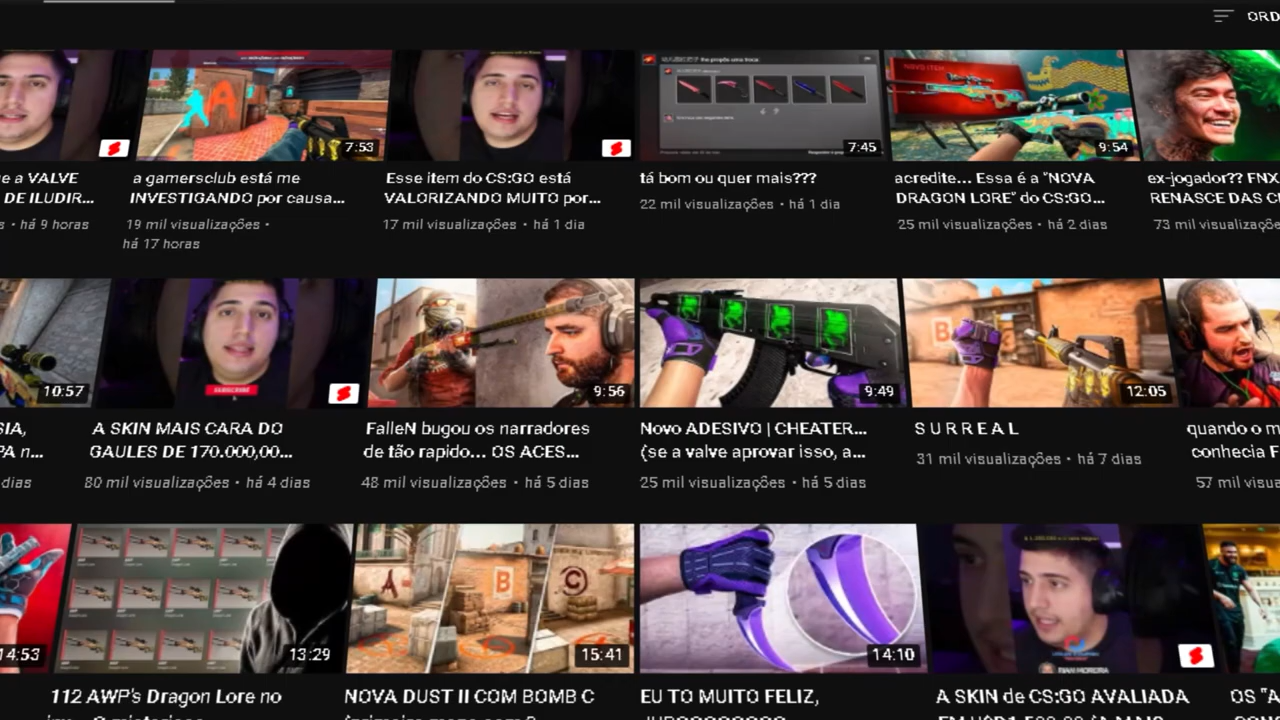 ORD
7:53
7:45
9:54
e a VALVE
DE ILUDIR...
s • há 9 horas
a gamersclub está me
INVESTIGANDO por causa...
19 mil visualizações •
há 17 horas
Esse item do CS:GO está
VALORIZANDO MUITO por...
17 mil visualizações • há 1 dia
tá bom ou quer mais???
22 mil visualizações • há 1 dia
acredite... Essa é a "NOVA
DRAGON LORE" do CS:GO...
25 mil visualizações • há 2 dias
ex-jogador?? FNX
RENASCE DAS C
73 mil visualizaçõe
10:57
SUBSCRIBE
9:56
9:49
B
12:05
SIA,
PA n...
dias
A SKIN MAIS CARA DO
GAULES DE 170.000,00...
80 mil visualizações • há 4 dias
FalleN bugou os narradores
de tão rapido... OS ACES...
48 mil visualizações • há 5 dias
Novo ADESIVO | CHEATER...
(se a valve aprovar isso, a...
25 mil visualizações • há 5 dias
S U R R E A L
31 mil visualizações • há 7 dias
quando o m
conhecia F
57 mil visua
14:53
13:29
A
B
C
15:41
14:10
112 AWP's Dragon Lore no
NOVA DUST II COM BOMB C
EU TO MUITO FELIZ,
A SKIN de CS:GO AVALIADA
OS "A